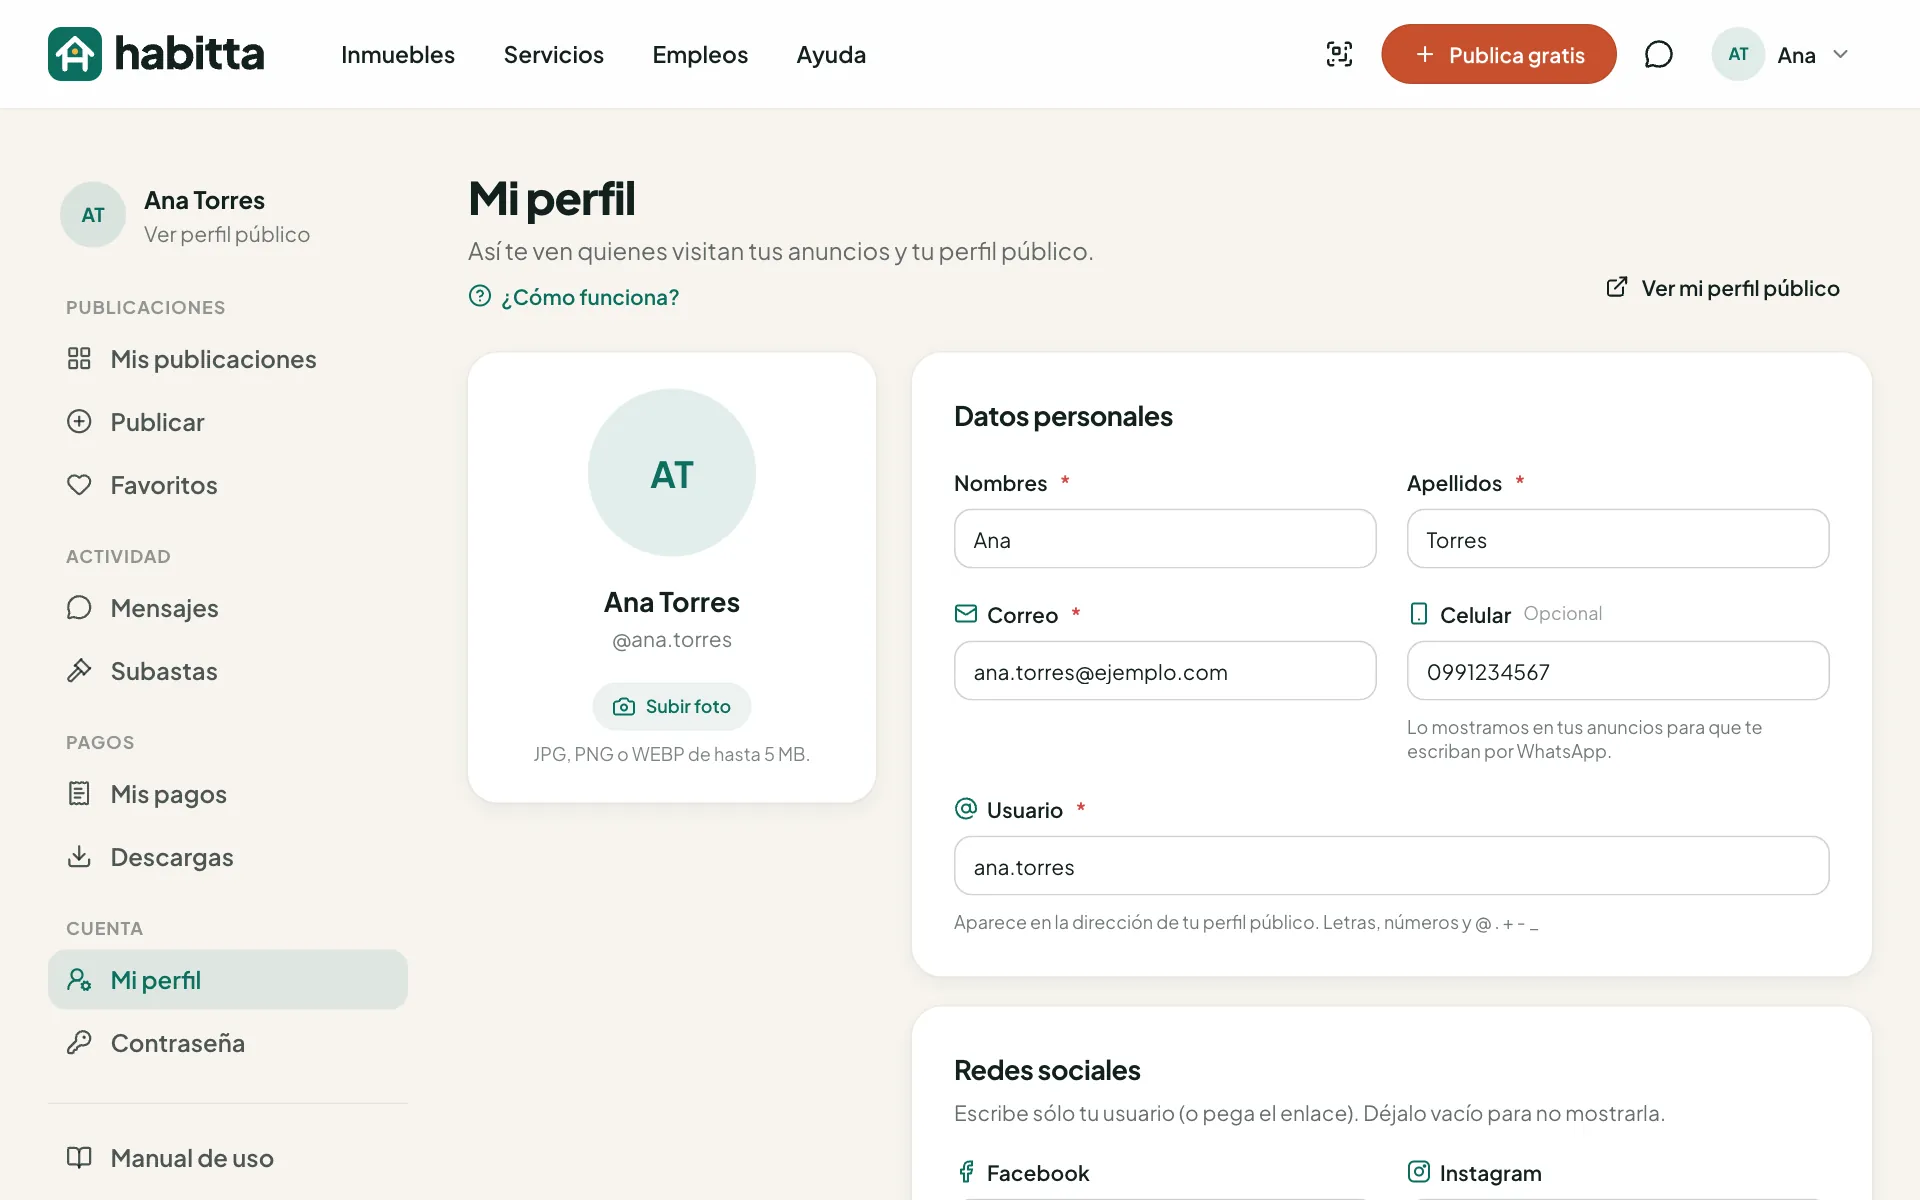 habitta
Inmuebles
Servicios
Empleos
Ayuda
Publica gratis
AT
Ana
AT
Ana Torres
Ver perfil público
PUBLICACIONES
Mis publicaciones
Publicar
Favoritos
ACTIVIDAD
Mensajes
Subastas
PAGOS
Mis pagos
Descargas
CUENTA
Mi perfil
Contraseña
Manual de uso
Mi perfil
Así te ven quienes visitan tus anuncios y tu perfil público.
¿Cómo funciona?
Ver mi perfil público
AT
Ana Torres
@ana.torres
Subir foto
JPG, PNG o WEBP de hasta 5 MB.
Datos personales
Nombres *
Ana
Apellidos *
Torres
Correo *
ana.torres@ejemplo.com
Celular Opcional
0991234567
Lo mostramos en tus anuncios para que te
escriban por WhatsApp.
Usuario *
ana.torres
Aparece en la dirección de tu perfil público. Letras, números y @ . + - _
Redes sociales
Escribe sólo tu usuario (o pega el enlace). Déjalo vacío para no mostrarla.
Facebook
Instagram